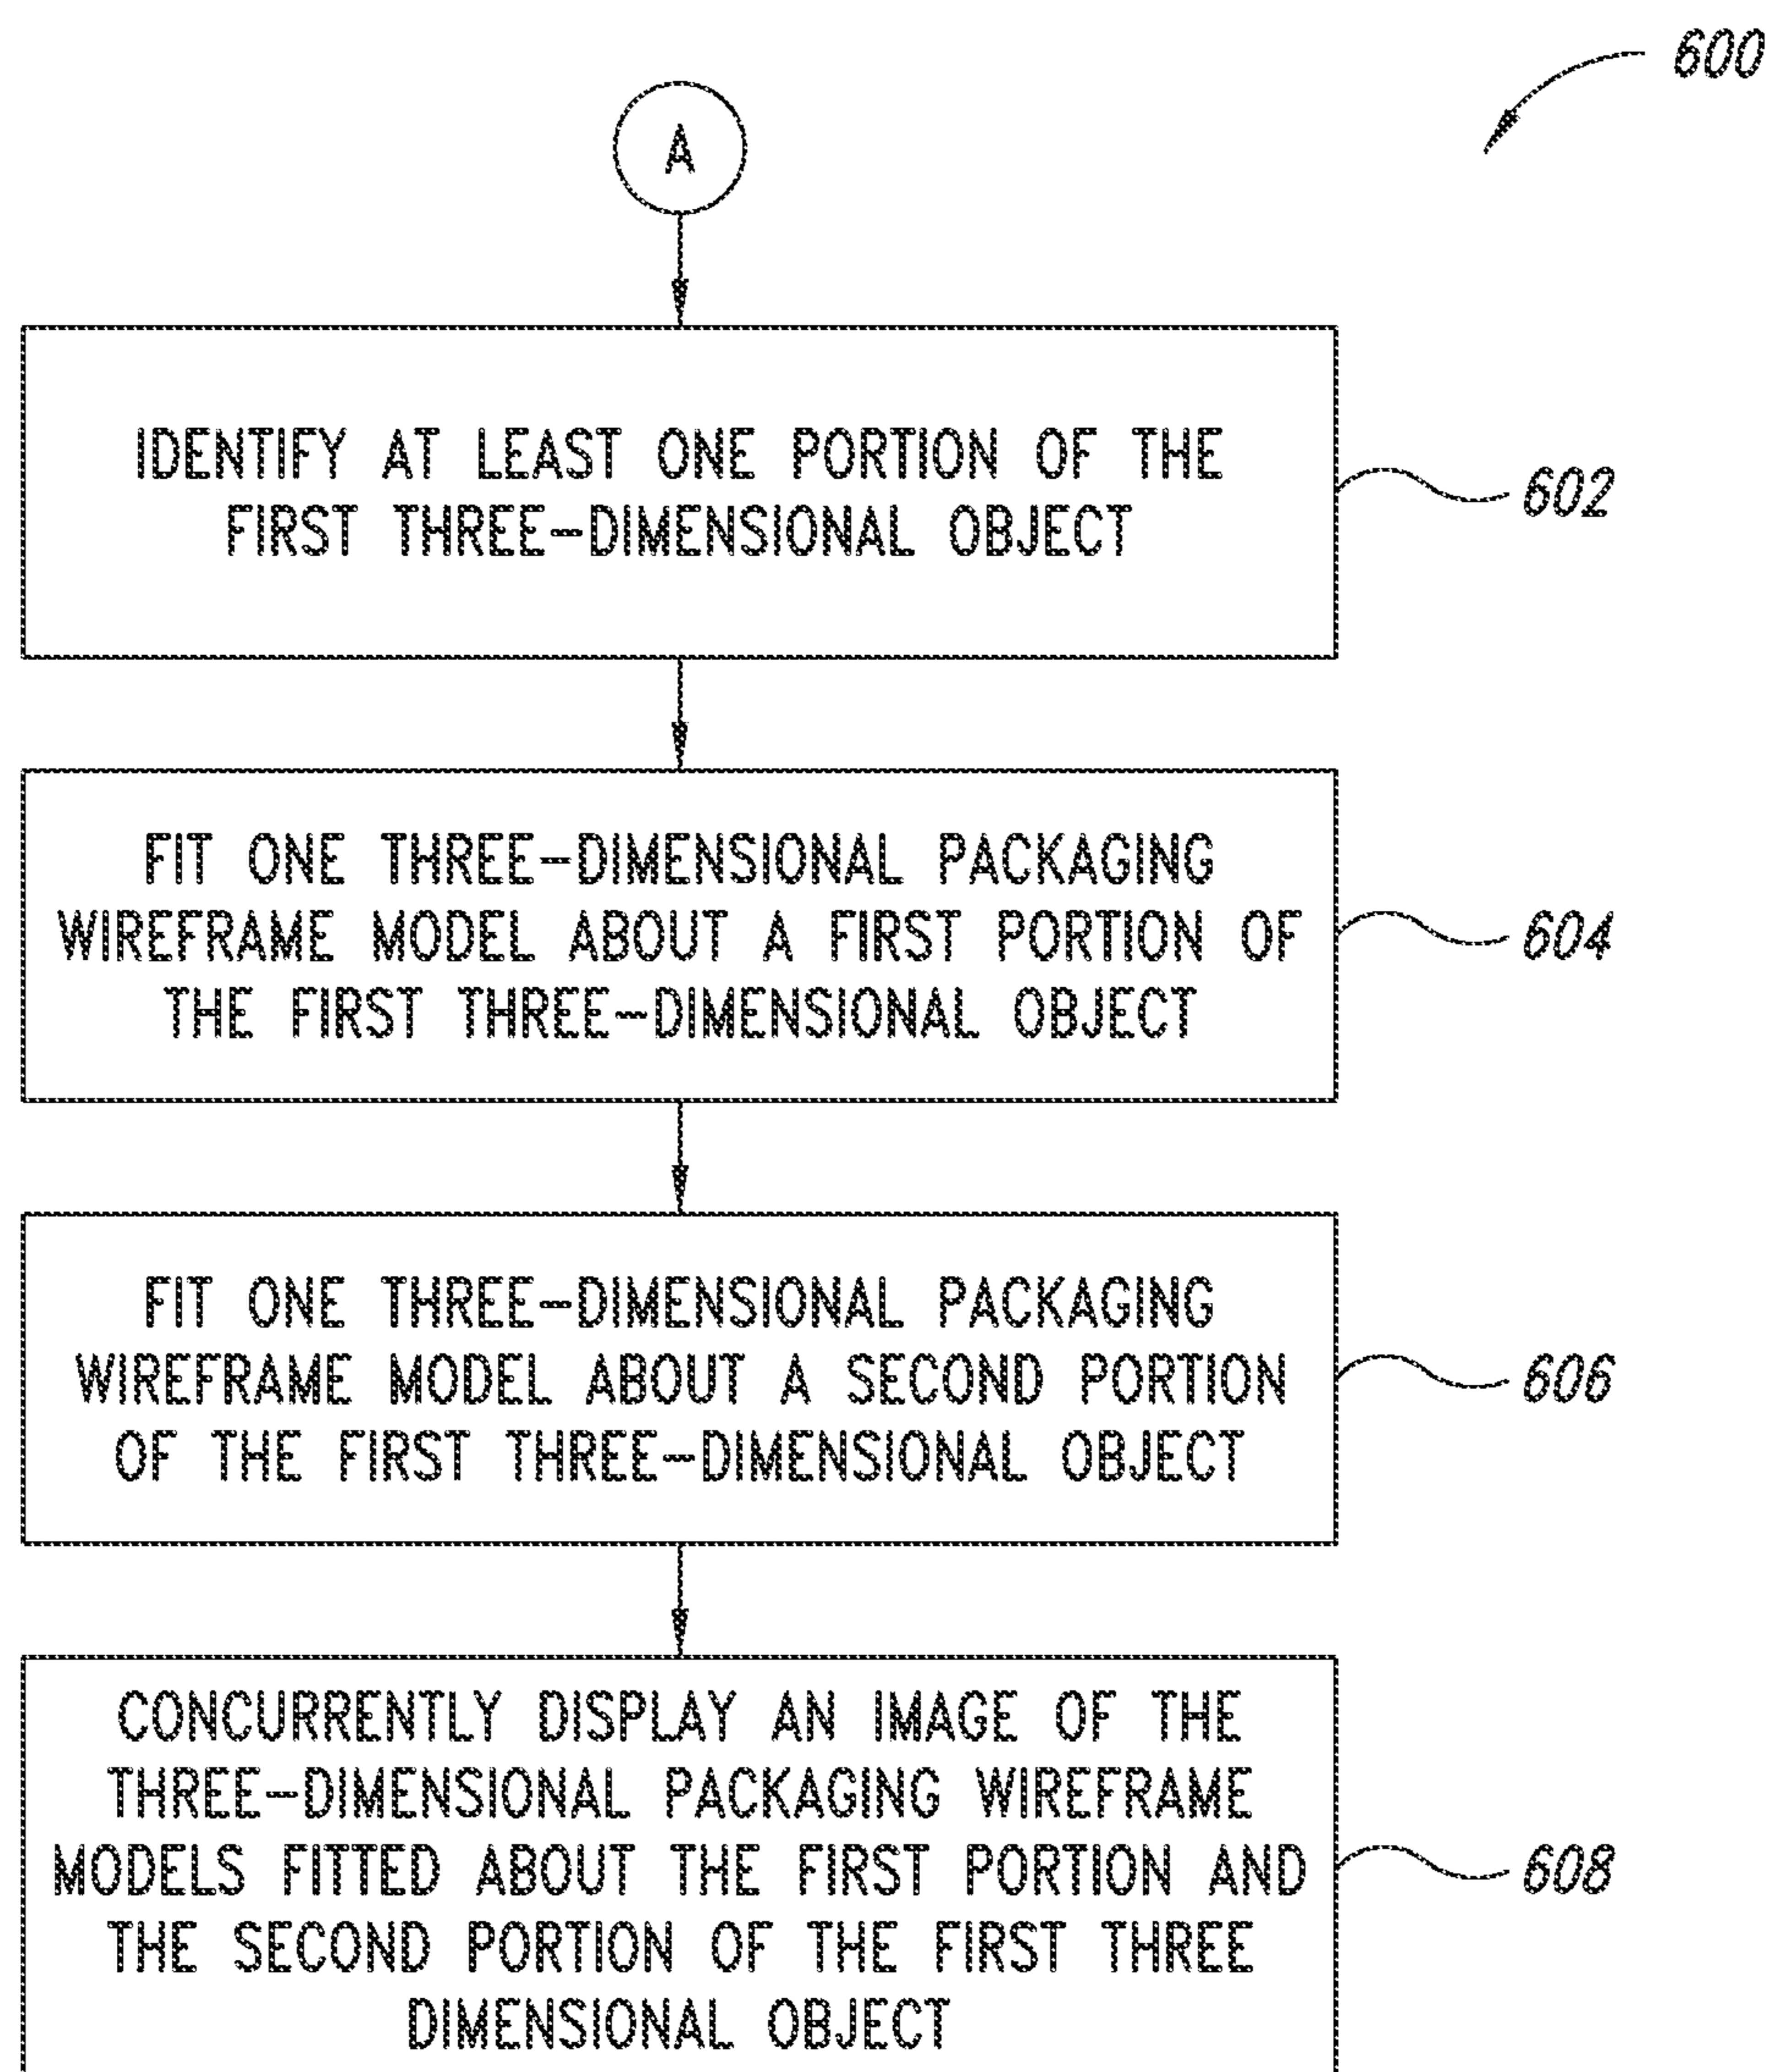 600
A
IDENTIFY AT LEAST ONE PORTION OF THE
FIRST THREE-DIMENSIONAL OBJECT
602
FIT ONE THREE-DIMENSIONAL PACKAGING
WIREFRAME MODEL ABOUT A FIRST PORTION OF
THE FIRST THREE-DIMENSIONAL OBJECT
604
FIT ONE THREE-DIMENSIONAL PACKAGING
WIREFRAME MODEL ABOUT A SECOND PORTION
OF THE FIRST THREE-DIMENSIONAL OBJECT
606
CONCURRENTLY DISPLAY AN IMAGE OF THE
THREE-DIMENSIONAL PACKAGING WIREFRAME
MODELS FITTED ABOUT THE FIRST PORTION AND
THE SECOND PORTION OF THE FIRST THREE
DIMENSIONAL OBJECT
608